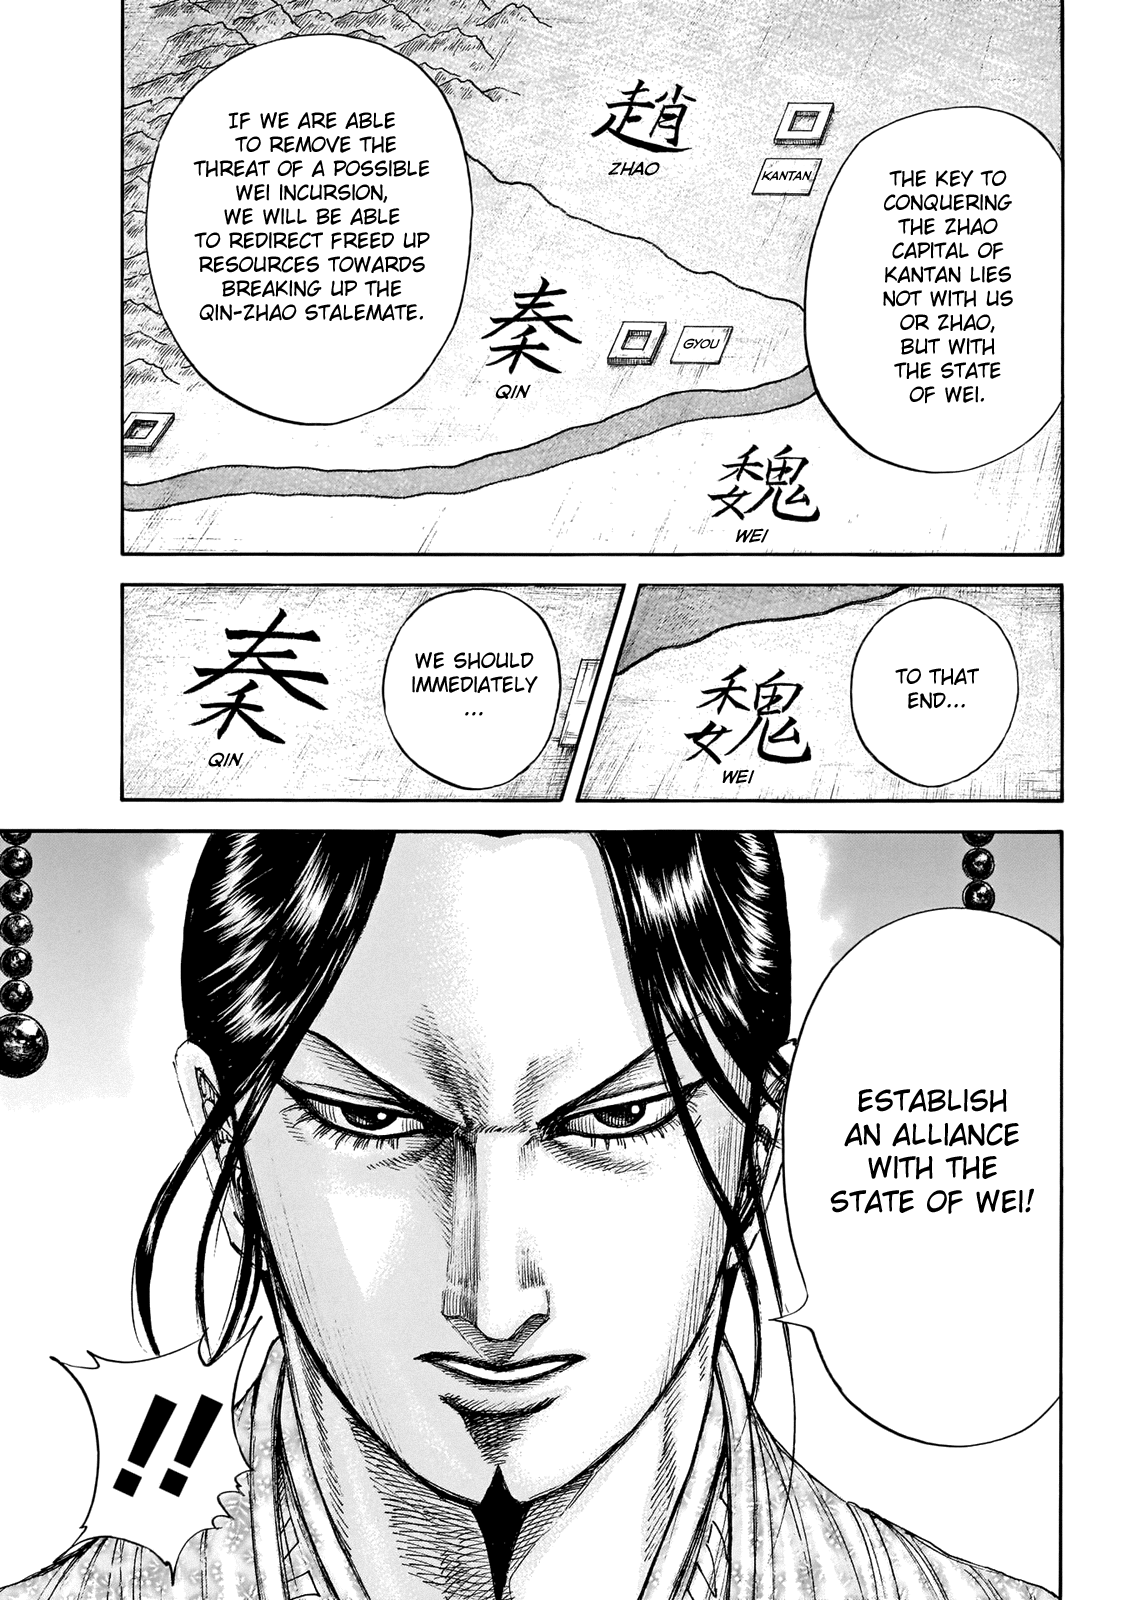 THE KEY TO
CONQUERING
THE ZHAO
CAPITAL OF
KANTAN LIES
NOT WITH US
OR ZHAO,
BUT WITH
THE STATE
OF WEI.
IF WE ARE ABLE
TO REMOVE THE
THREAT OF A POSSIBLE
WEI INCURSION,
WE WILL BE ABLE
TO REDIRECT FREED UP
RESOURCES TOWARDS
BREAKING UP THE
QIN-ZHAO STALEMATE.
趙
ZHAO
KANTAN
秦
QIN
GYOU
魏
WEI
TO THAT
END...
魏
WEI
WE SHOULD
IMMEDIATELY
...
秦
QIN
ESTABLISH
AN ALLIANCE
WITH THE
STATE OF WEI!
!!